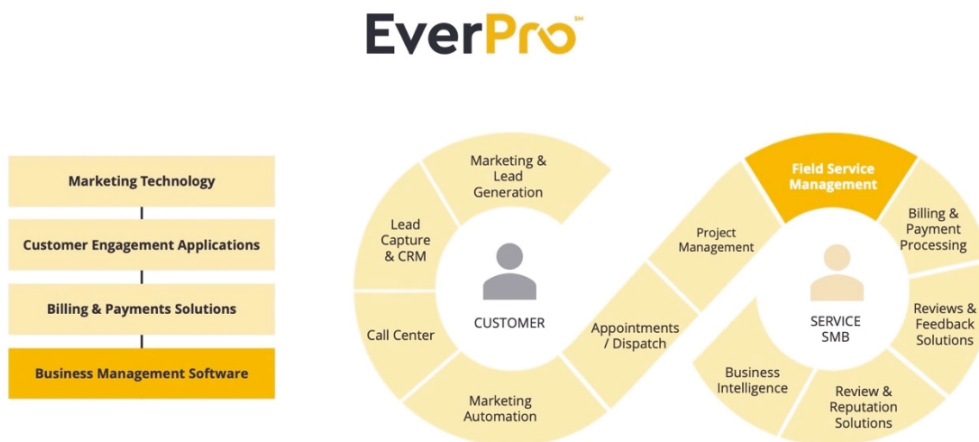 EverPro℠
Marketing Technology
Customer Engagement Applications
Billing & Payments Solutions
Business Management Software
Marketing &
Lead
Generation
Lead
Capture
& CRM
Call Center
Marketing
Automation
Appointments
/ Dispatch
Project
Management
Field Service
Management
Billing &
Payment
Processing
Reviews &
Feedback
Solutions
Review &
Reputation
Solutions
Business
Intelligence
CUSTOMER
SERVICE
SMB